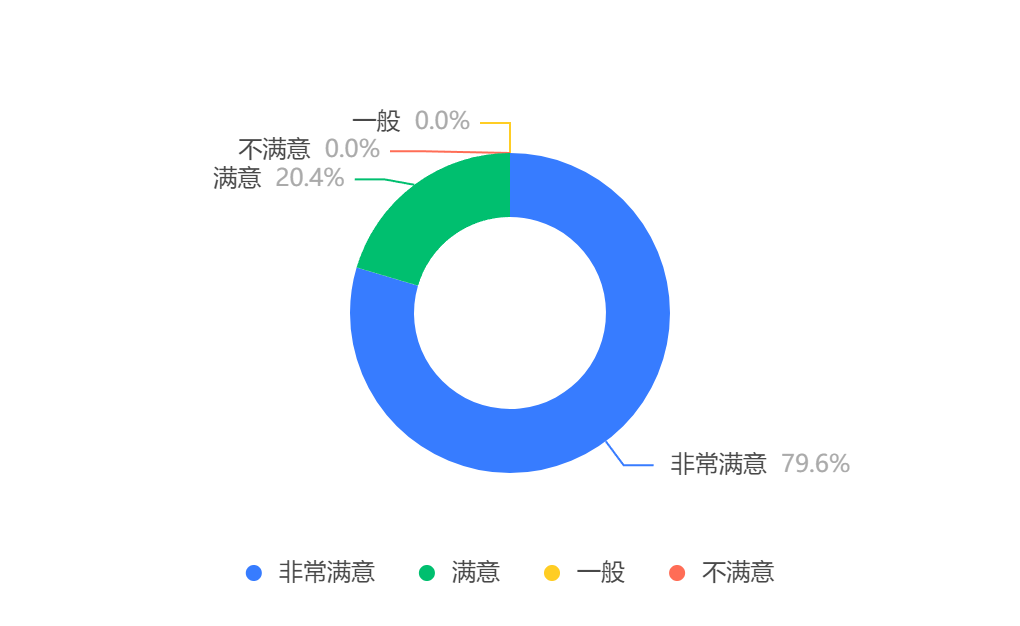 一般 0.0%
不满意 0.0%
满意 20.4%
非常满意 79.6%
非常满意 满意 一般 不满意